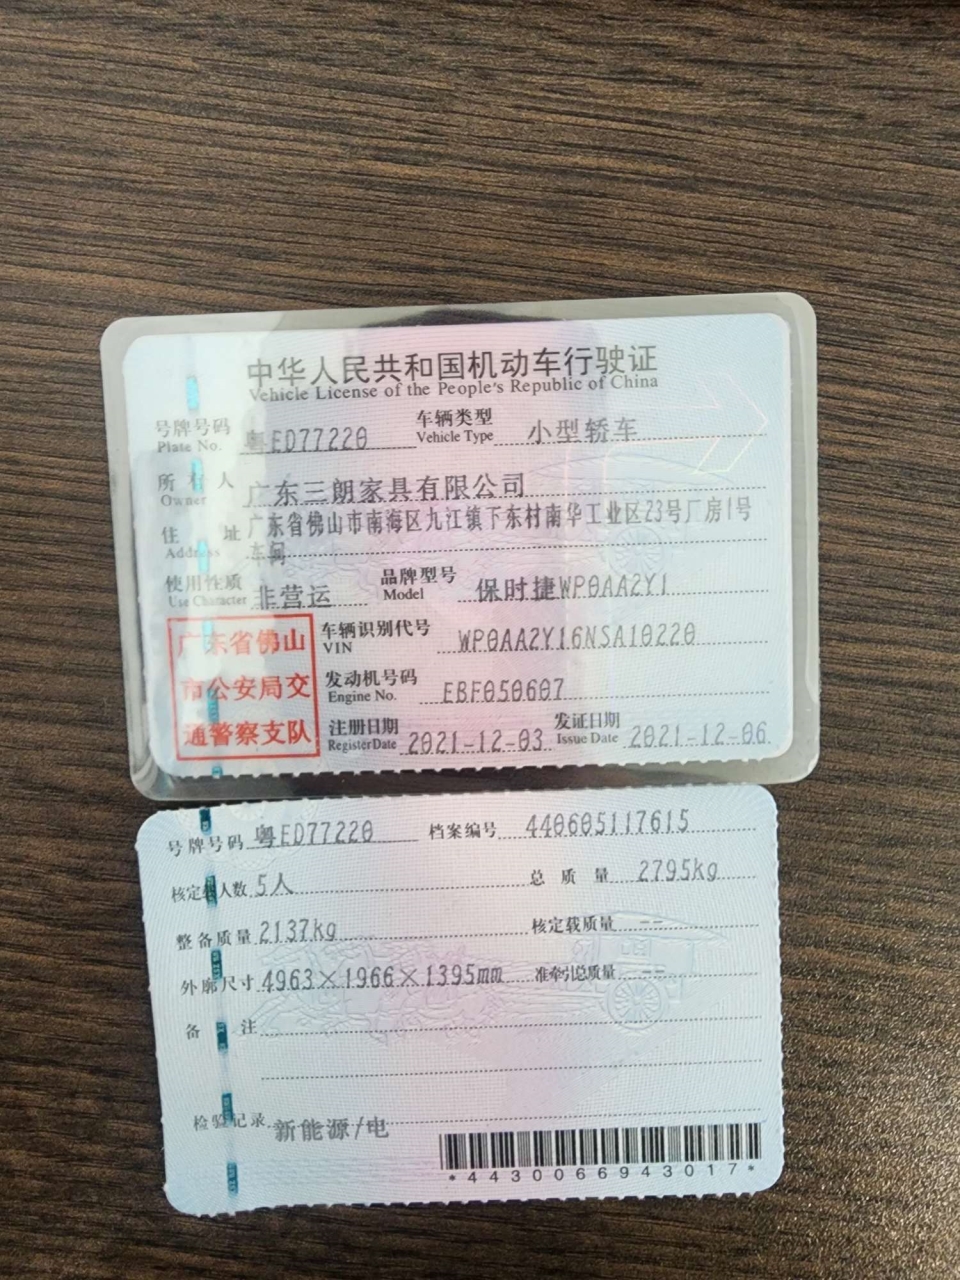 中华人民共和国机动车行驶证
Vehicle License of the People's Republic of China
号牌号码 粤ED77220 车辆类型 小型轿车
Plate No. Vehicle Type
所有人 广东三朗家具有限公司
Owner
住址 广东省佛山市南海区九江镇下东村南华工业区23号厂房1号
Address 车间
使用性质 非营运 品牌型号 保时捷WP0AA2Y1
Use Character Model
广东省佛山
市公安局交
通警察支队
车辆识别代号 WP0AA2Y16NSA10220
VIN
发动机号码 EBF050607
Engine No.
注册日期 2021-12-03 发证日期 2021-12-06
Register Date Issue Date
号牌号码 粤ED77220 档案编号 440605117615
核定载人数 5人 总质量 2795kg
整备质量 2137kg 核定载质量 --
外廓尺寸 4963×1966×1395mm 准牵引总质量 --
备注
检验记录 新能源/电
*4430066943017*